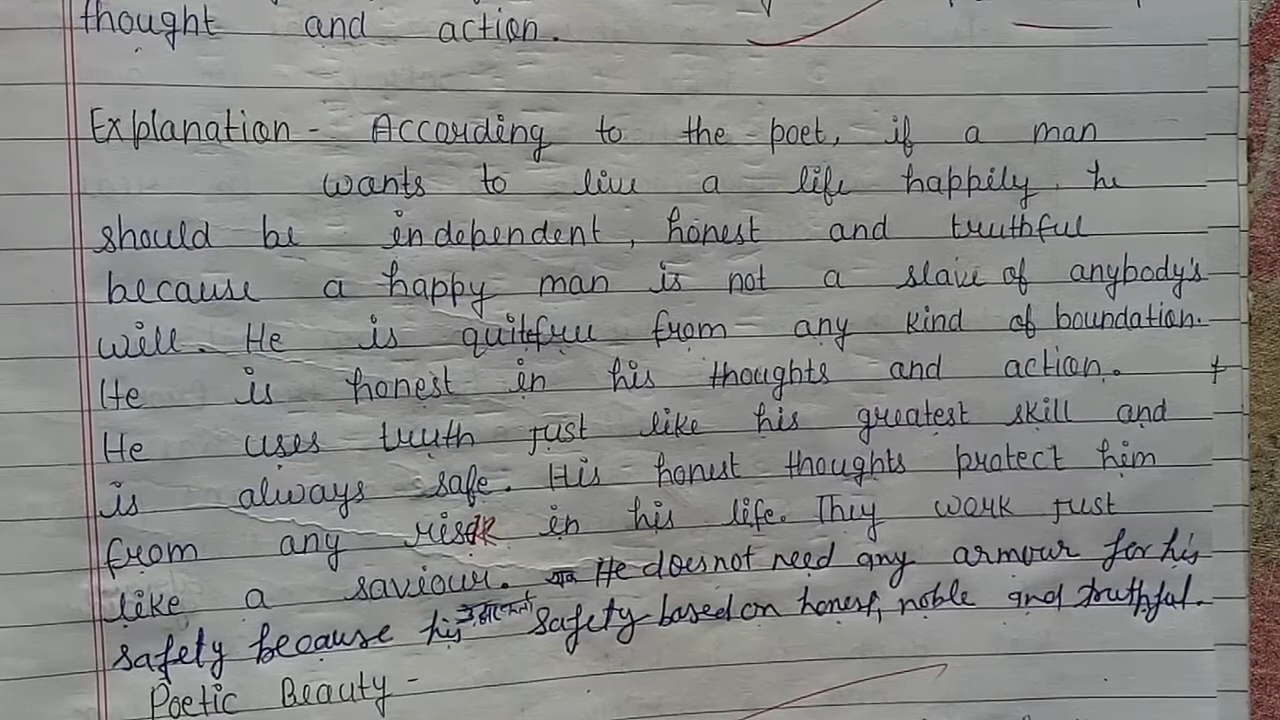 thought and action.
Explanation - According to the poet, if a man
wants to live a life happily, he
should be independent, honest and truthful
because a happy man is not a slave of anybody's
will. He is quite free from any kind of boundation.
He is honest in his thoughts and action.
He uses truth just like his greatest skill and
is always safe. His honest thoughts protect him
from any risk in his life. They work just
like a saviour. He does not need any armour for his
safety because his safety based on honest, noble and truthful.
Poetic Beauty -